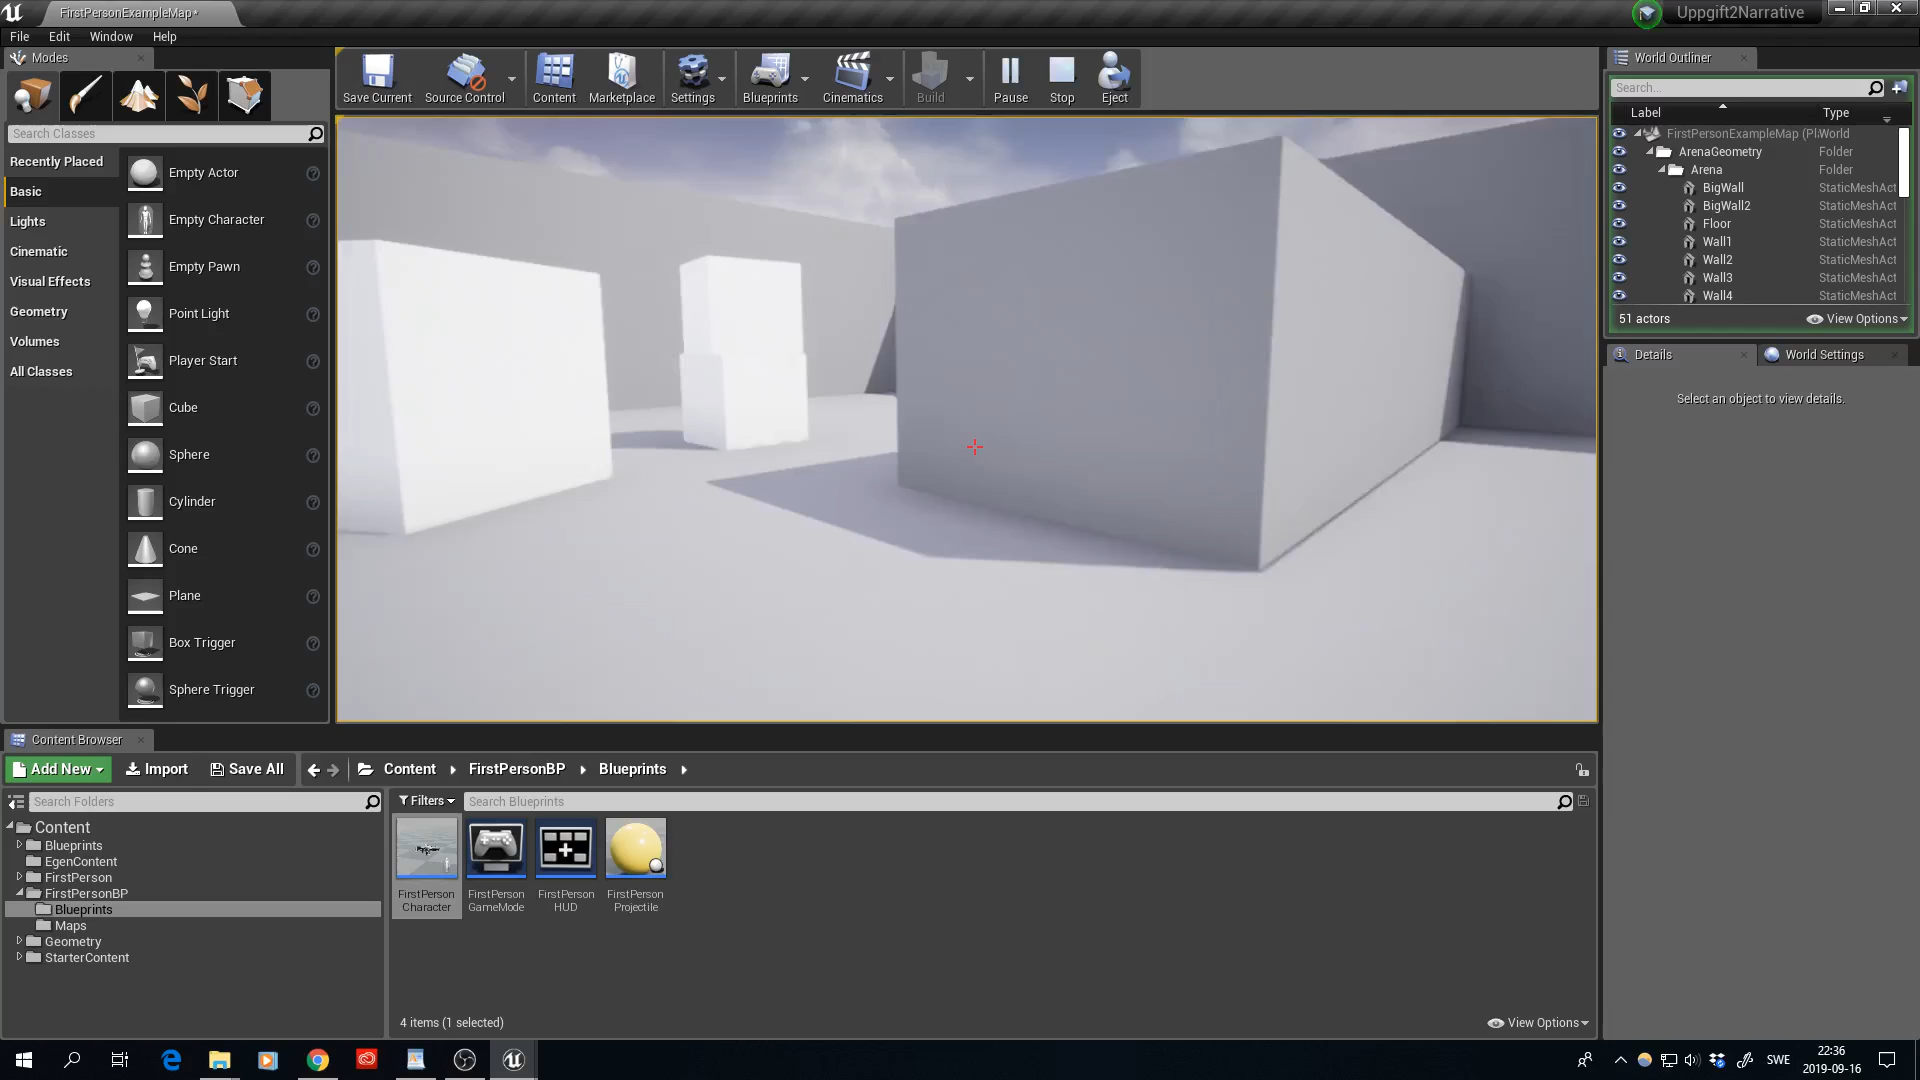 FirstPersonExampleMap*
Uppgift2Narrative
File Edit Window Help
Modes
Search Classes
Recently Placed
Basic
Lights
Cinematic
Visual Effects
Geometry
Volumes
All Classes
Empty Actor
Empty Character
Empty Pawn
Point Light
Player Start
Cube
Sphere
Cylinder
Cone
Plane
Box Trigger
Sphere Trigger
Save Current Source Control Content Marketplace Settings Blueprints Cinematics Build Pause Stop Eject
World Outliner
Search...
Label Type
FirstPersonExampleMap (Pl World
ArenaGeometry Folder
Arena Folder
BigWall StaticMeshAct
BigWall2 StaticMeshAct
Floor StaticMeshAct
Wall1 StaticMeshAct
Wall2 StaticMeshAct
Wall3 StaticMeshAct
Wall4 StaticMeshAct
51 actors View Options
Details World Settings
Select an object to view details.
Content Browser
Add New Import Save All Content FirstPersonBP Blueprints
Search Folders
Content
Blueprints
EgenContent
FirstPerson
FirstPersonBP
Blueprints
Maps
Geometry
StarterContent
Filters Search Blueprints
FirstPerson
Character
FirstPerson
GameMode
FirstPerson
HUD
FirstPerson
Projectile
4 items (1 selected) View Options
SWE
22:36
2019-09-16